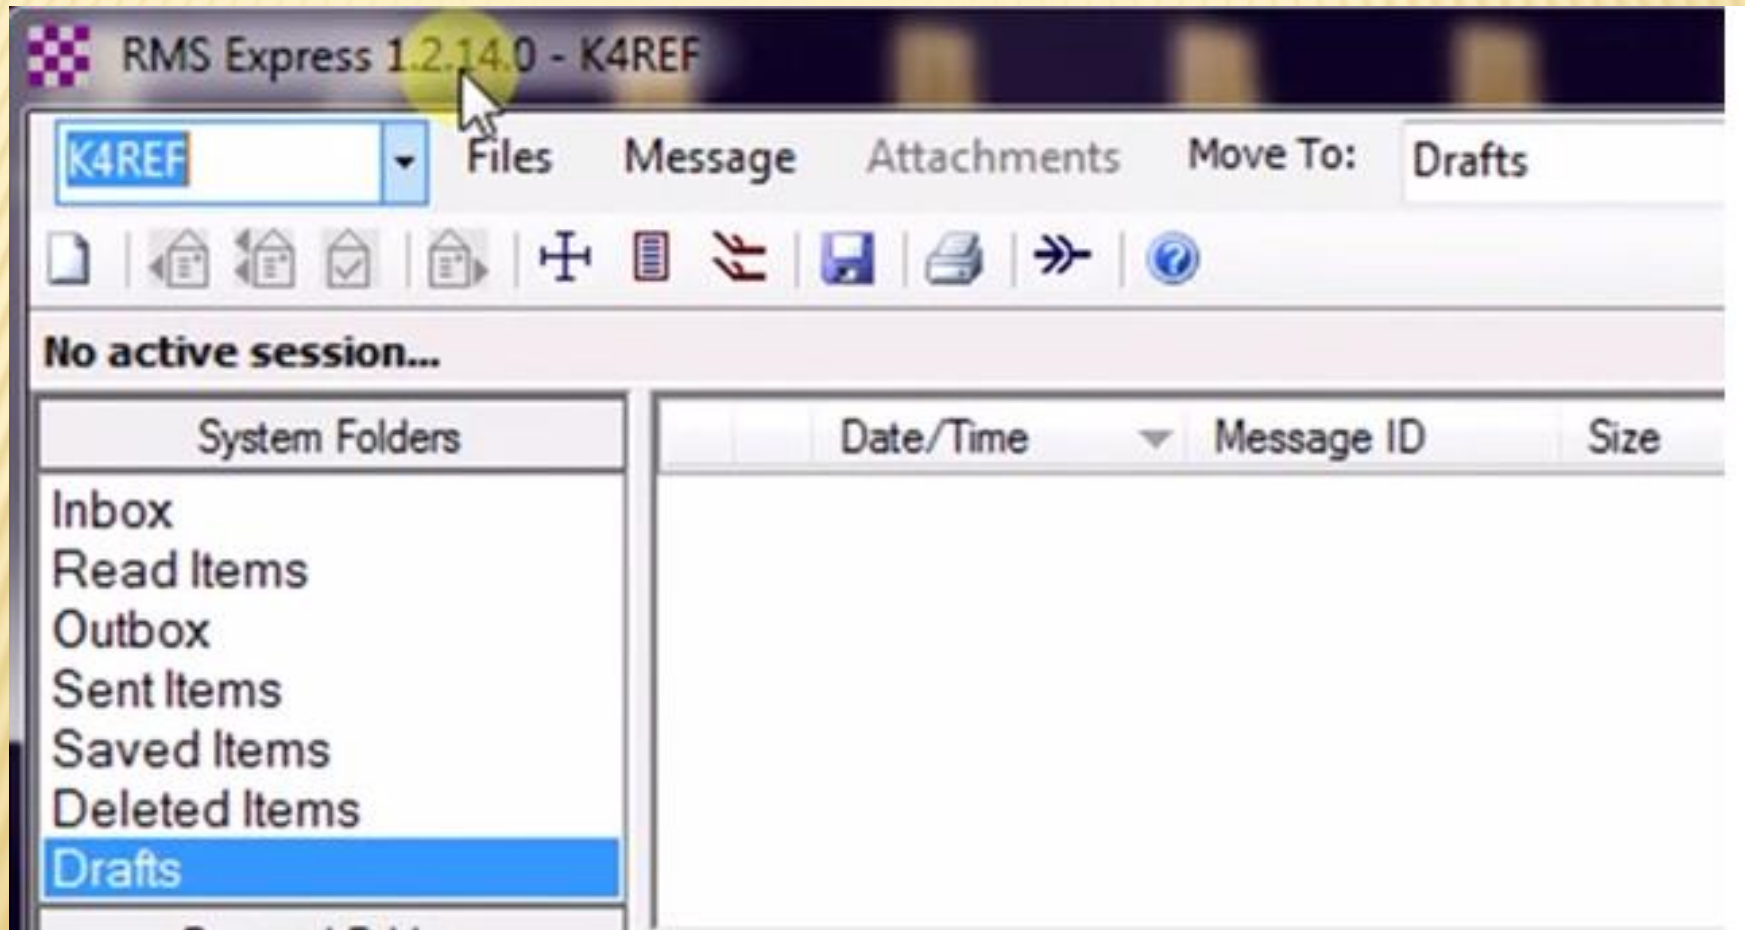 RMS Express 1.2.14.0 - K4REF
K4REF Files Message Attachments Move To: Drafts
No active session...
System Folders Date/Time Message ID Size
Inbox
Read Items
Outbox
Sent Items
Saved Items
Deleted Items
Drafts